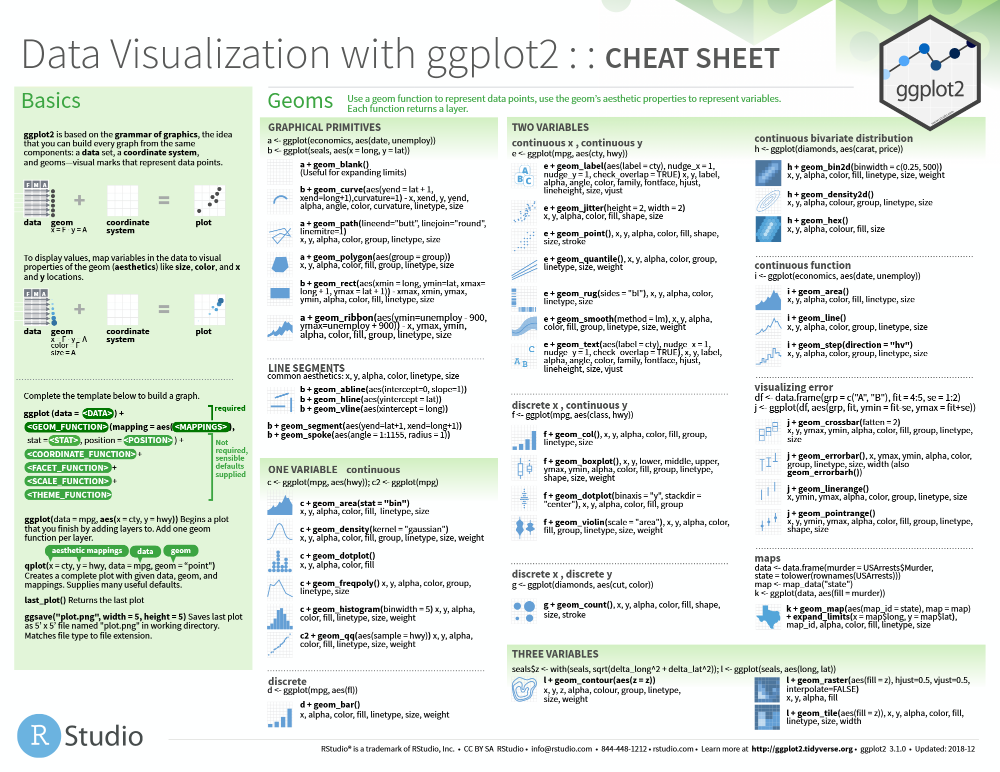 Data Visualization with ggplot2 : : CHEAT SHEET
ggplot2
www.rstudio.com
Basics
ggplot2 is based on the grammar of graphics, the idea
that you can build every graph from the same
components: a data set, a coordinate system,
and geoms—visual marks that represent data points.
F M A
data
geom
x = F · y = A
coordinate
system
plot
To display values, map variables in the data to visual
properties of the geom (aesthetics) like size, color, and x
and y locations.
F M A
data
geom
x = F · y = A
color = F
size = A
coordinate
system
plot
Complete the template below to build a graph.
required
ggplot (data = <DATA> ) +
<GEOM_FUNCTION> (mapping = aes( <MAPPINGS> ),
stat = <STAT> , position = <POSITION> ) +
<COORDINATE_FUNCTION> +
<FACET_FUNCTION> +
<SCALE_FUNCTION> +
<THEME_FUNCTION>
Not
required,
sensible
defaults
supplied
ggplot(data = mpg, aes(x = cty, y = hwy)) Begins a plot
that you finish by adding layers to. Add one geom
function per layer.
aesthetic mappings data geom
qplot(x = cty, y = hwy, data = mpg, geom = “point")
Creates a complete plot with given data, geom, and
mappings. Supplies many useful defaults.
last_plot() Returns the last plot
ggsave("plot.png", width = 5, height = 5) Saves last plot
as 5’ x 5’ file named "plot.png" in working directory.
Matches file type to file extension.
Geoms
Use a geom function to represent data points, use the geom’s aesthetic properties to represent variables.
Each function returns a layer.
GRAPHICAL PRIMITIVES
a <- ggplot(economics, aes(date, unemploy))
b <- ggplot(seals, aes(x = long, y = lat))
a + geom_blank()
(Useful for expanding limits)
b + geom_curve(aes(yend = lat + 1,
xend=long+1),curvature=1) - x, xend, y, yend,
alpha, angle, color, curvature, linetype, size
a + geom_path(lineend="butt", linejoin="round",
linemitre=1)
x, y, alpha, color, group, linetype, size
a + geom_polygon(aes(group = group))
x, y, alpha, color, fill, group, linetype, size
b + geom_rect(aes(xmin = long, ymin=lat, xmax=
long + 1, ymax = lat + 1)) - xmax, xmin, ymax,
ymin, alpha, color, fill, linetype, size
a + geom_ribbon(aes(ymin=unemploy - 900,
ymax=unemploy + 900)) - x, ymax, ymin,
alpha, color, fill, group, linetype, size
LINE SEGMENTS
common aesthetics: x, y, alpha, color, linetype, size
b + geom_abline(aes(intercept=0, slope=1))
b + geom_hline(aes(yintercept = lat))
b + geom_vline(aes(xintercept = long))
b + geom_segment(aes(yend=lat+1, xend=long+1))
b + geom_spoke(aes(angle = 1:1155, radius = 1))
ONE VARIABLE continuous
c <- ggplot(mpg, aes(hwy)); c2 <- ggplot(mpg)
c + geom_area(stat = "bin")
x, y, alpha, color, fill, linetype, size
c + geom_density(kernel = "gaussian")
x, y, alpha, color, fill, group, linetype, size, weight
c + geom_dotplot()
x, y, alpha, color, fill
c + geom_freqpoly() x, y, alpha, color, group,
linetype, size
c + geom_histogram(binwidth = 5) x, y, alpha,
color, fill, linetype, size, weight
c2 + geom_qq(aes(sample = hwy)) x, y, alpha,
color, fill, linetype, size, weight
discrete
d <- ggplot(mpg, aes(fl))
d + geom_bar()
x, alpha, color, fill, linetype, size, weight
TWO VARIABLES
continuous x , continuous y
e <- ggplot(mpg, aes(cty, hwy))
A
B C
e + geom_label(aes(label = cty), nudge_x = 1,
nudge_y = 1, check_overlap = TRUE) x, y, label,
alpha, angle, color, family, fontface, hjust,
lineheight, size, vjust
e + geom_jitter(height = 2, width = 2)
x, y, alpha, color, fill, shape, size
e + geom_point(), x, y, alpha, color, fill, shape,
size, stroke
e + geom_quantile(), x, y, alpha, color, group,
linetype, size, weight
e + geom_rug(sides = "bl"), x, y, alpha, color,
linetype, size
e + geom_smooth(method = lm), x, y, alpha,
color, fill, group, linetype, size, weight
C
A B
e + geom_text(aes(label = cty), nudge_x = 1,
nudge_y = 1, check_overlap = TRUE), x, y, label,
alpha, angle, color, family, fontface, hjust,
lineheight, size, vjust
discrete x , continuous y
f <- ggplot(mpg, aes(class, hwy))
f + geom_col(), x, y, alpha, color, fill, group,
linetype, size
f + geom_boxplot(), x, y, lower, middle, upper,
ymax, ymin, alpha, color, fill, group, linetype,
shape, size, weight
f + geom_dotplot(binaxis = "y", stackdir =
"center"), x, y, alpha, color, fill, group
f + geom_violin(scale = "area"), x, y, alpha, color,
fill, group, linetype, size, weight
discrete x , discrete y
g <- ggplot(diamonds, aes(cut, color))
g + geom_count(), x, y, alpha, color, fill, shape,
size, stroke
continuous bivariate distribution
h <- ggplot(diamonds, aes(carat, price))
h + geom_bin2d(binwidth = c(0.25, 500))
x, y, alpha, color, fill, linetype, size, weight
h + geom_density2d()
x, y, alpha, colour, group, linetype, size
h + geom_hex()
x, y, alpha, colour, fill, size
continuous function
i <- ggplot(economics, aes(date, unemploy))
i + geom_area()
x, y, alpha, color, fill, linetype, size
i + geom_line()
x, y, alpha, color, group, linetype, size
i + geom_step(direction = "hv")
x, y, alpha, color, group, linetype, size
visualizing error
df <- data.frame(grp = c("A", "B"), fit = 4:5, se = 1:2)
j <- ggplot(df, aes(grp, fit, ymin = fit-se, ymax = fit+se))
j + geom_crossbar(fatten = 2)
x, y, ymax, ymin, alpha, color, fill, group, linetype,
size
j + geom_errorbar(), x, ymax, ymin, alpha, color,
group, linetype, size, width (also
geom_errorbarh())
j + geom_linerange()
x, ymin, ymax, alpha, color, group, linetype, size
j + geom_pointrange()
x, y, ymin, ymax, alpha, color, fill, group, linetype,
shape, size
maps
data <- data.frame(murder = USArrests$Murder,
state = tolower(rownames(USArrests)))
map <- map_data("state")
k <- ggplot(data, aes(fill = murder))
k + geom_map(aes(map_id = state), map = map)
+ expand_limits(x = map$long, y = map$lat),
map_id, alpha, color, fill, linetype, size
THREE VARIABLES
seals$z <- with(seals, sqrt(delta_long^2 + delta_lat^2)); l <- ggplot(seals, aes(long, lat))
l + geom_contour(aes(z = z))
x, y, z, alpha, colour, group, linetype,
size, weight
l + geom_raster(aes(fill = z), hjust=0.5, vjust=0.5,
interpolate=FALSE)
x, y, alpha, fill
l + geom_tile(aes(fill = z)), x, y, alpha, color, fill,
linetype, size, width
R Studio
RStudio® is a trademark of RStudio, Inc. • CC BY SA RStudio • info@rstudio.com • 844-448-1212 • rstudio.com • Learn more at http://ggplot2.tidyverse.org • ggplot2 3.1.0 • Updated: 2018-12